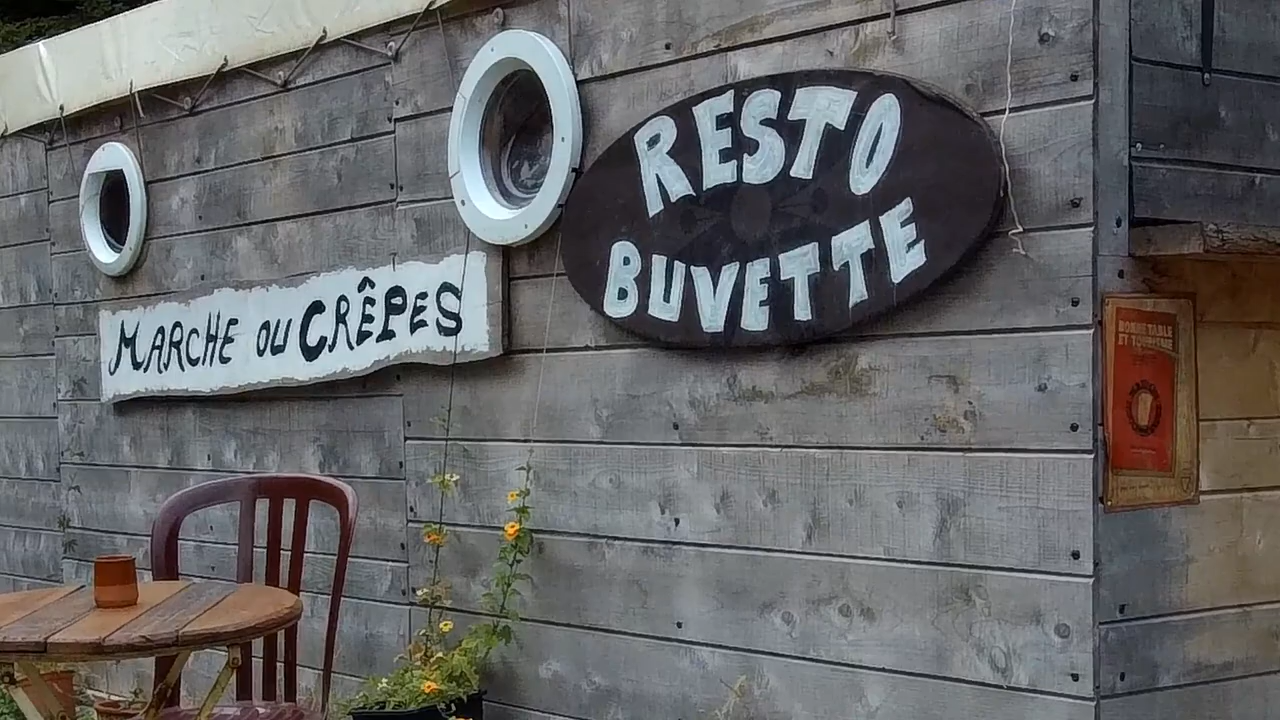 MARCHE OU CRÊPES
RESTO
BUVETTE
BONNE TABLE
ET TOURISME